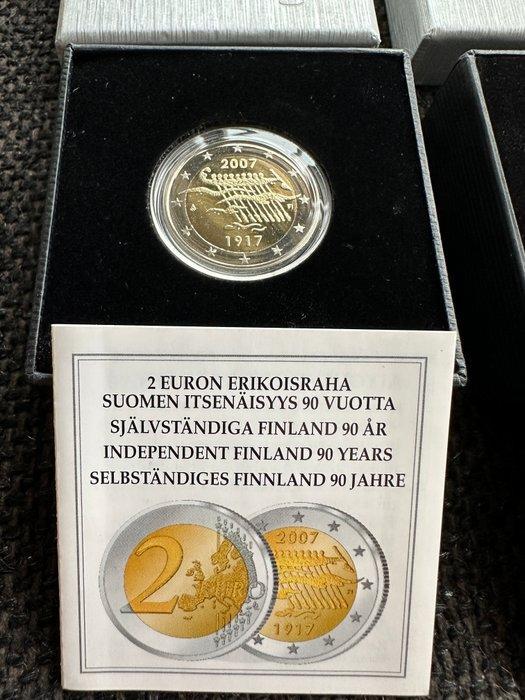 2007
1917
2 EURON ERIKOISRAHA
SUOMEN ITSENÄISYYS 90 VUOTTA
SJÄLVSTÄNDIGA FINLAND 90 ÅR
INDEPENDENT FINLAND 90 YEARS
SELBSTÄNDIGES FINNLAND 90 JAHRE
2 EURO
2007
1917